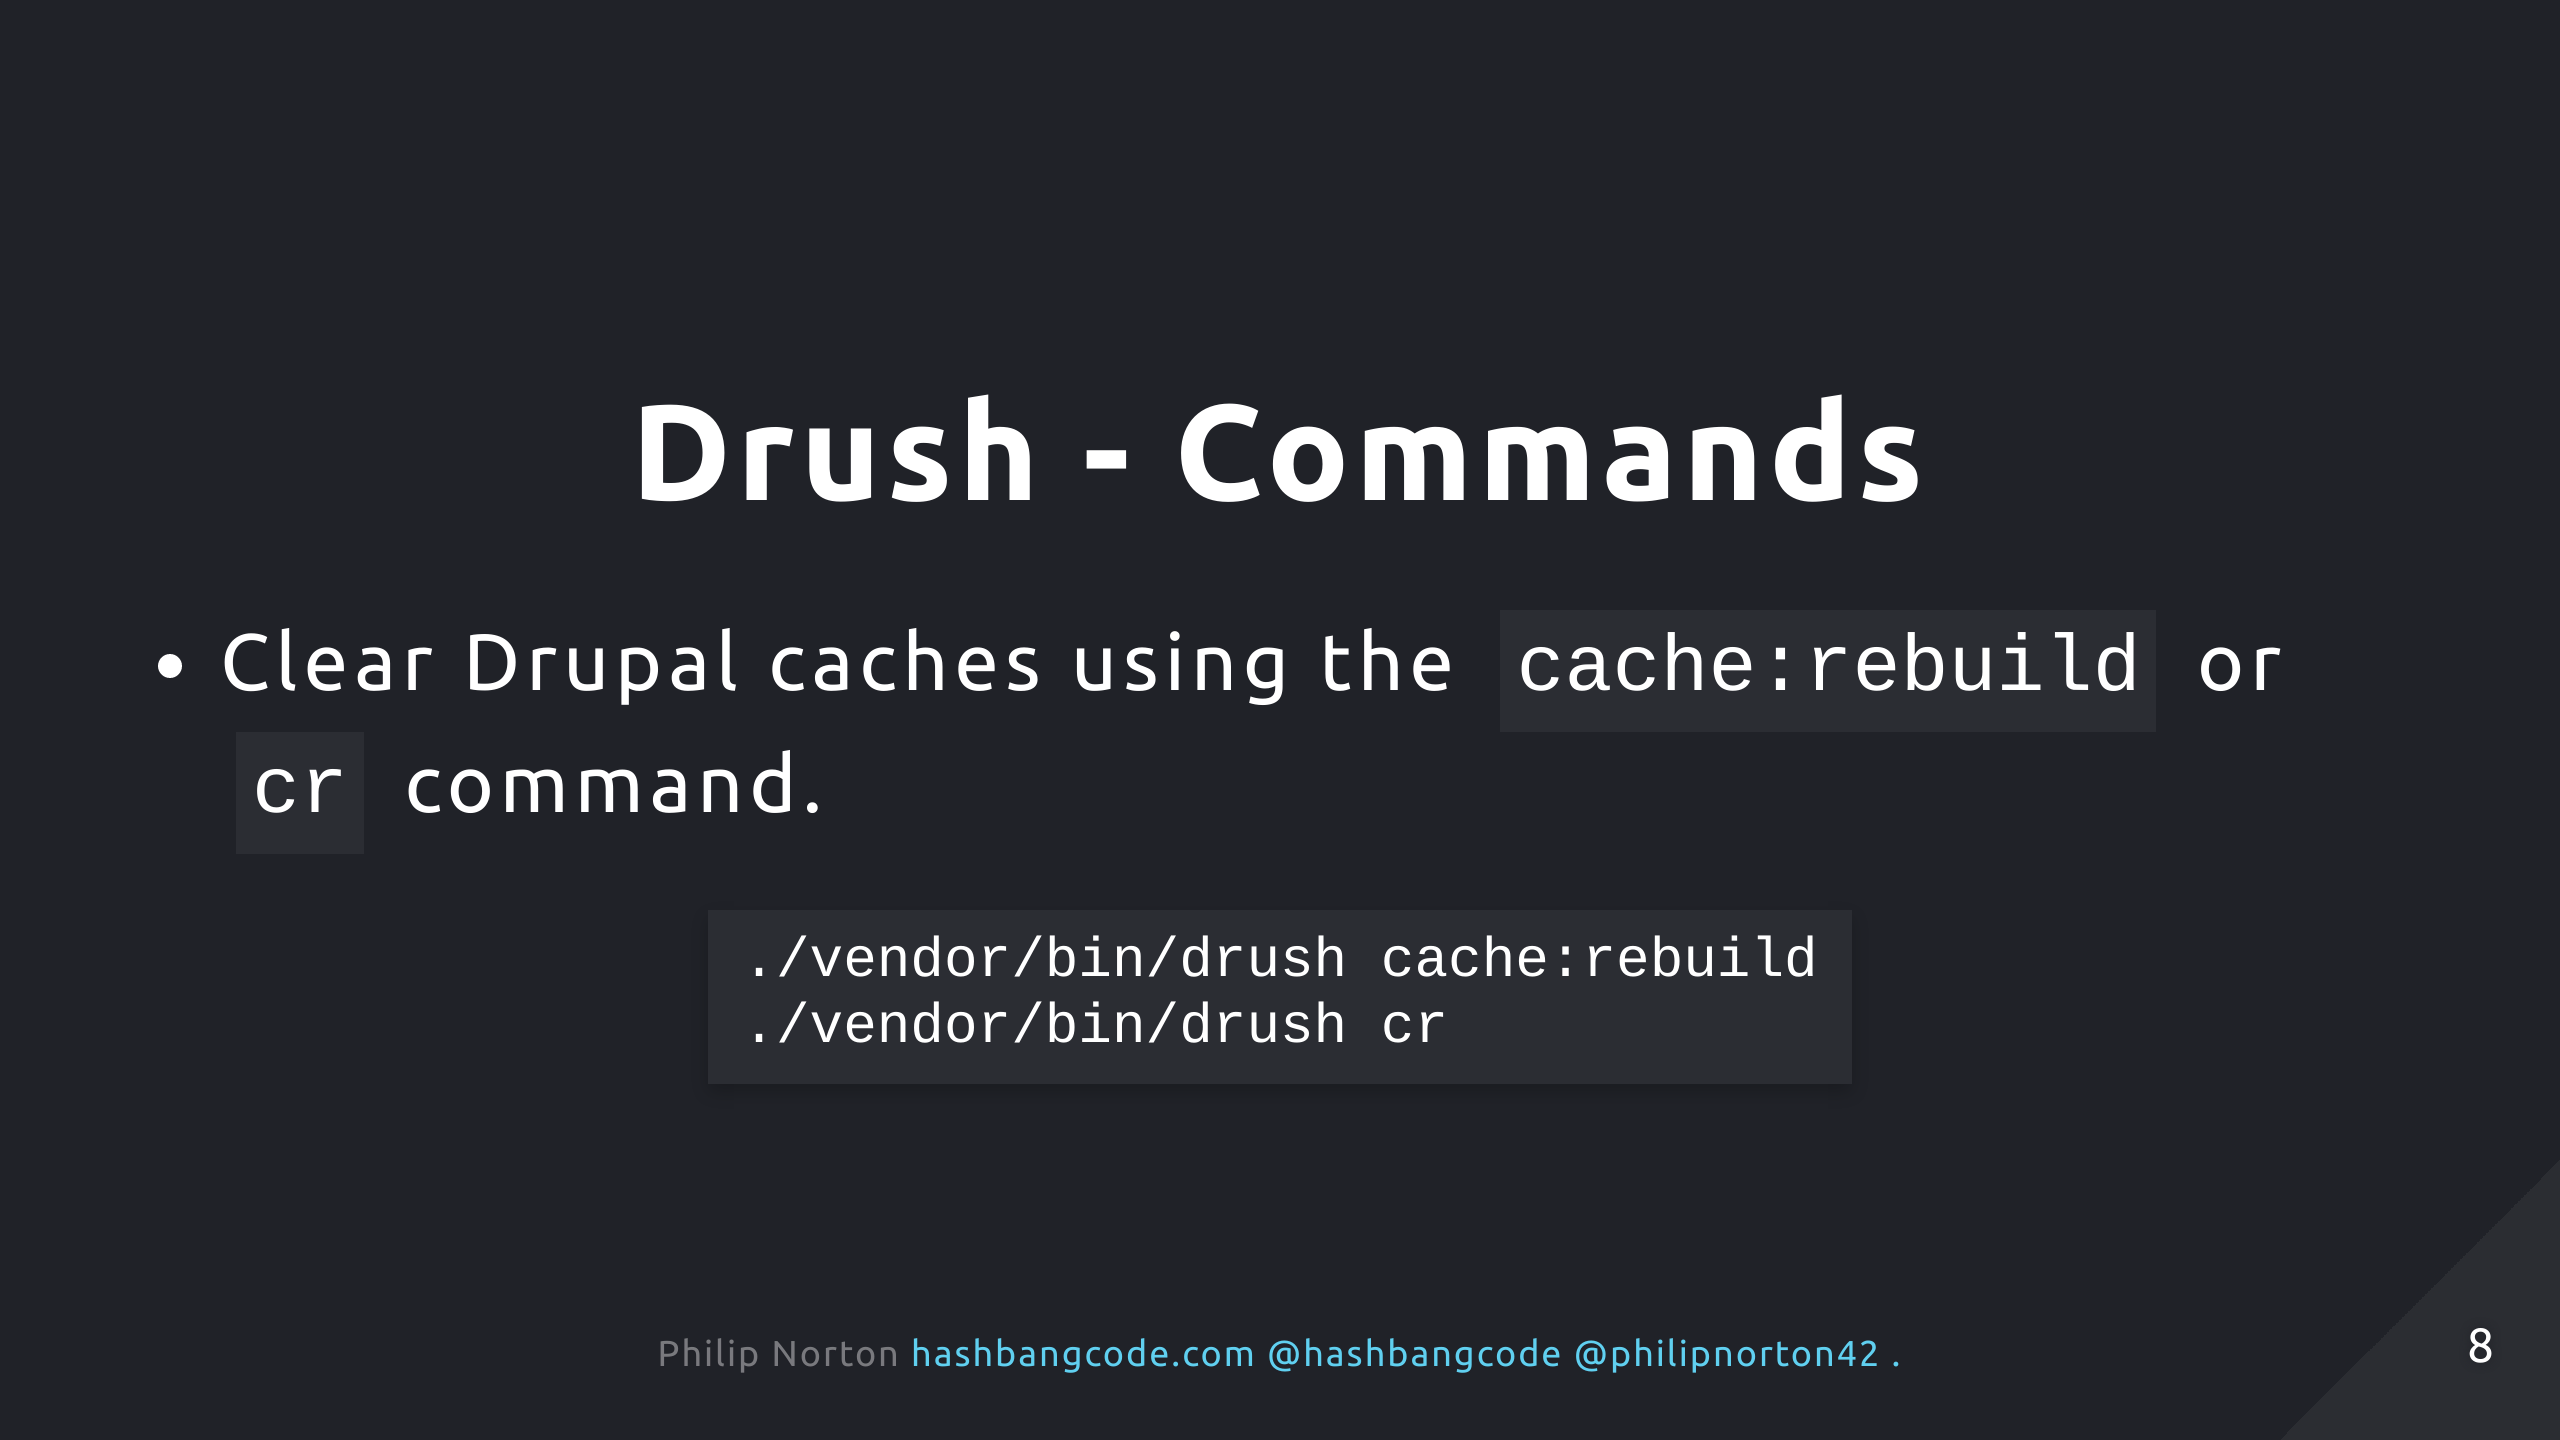 Drush - Commands
• Clear Drupal caches using the cache:rebuild or
cr command.
./vendor/bin/drush cache:rebuild
./vendor/bin/drush cr
Philip Norton hashbangcode.com @hashbangcode @philipnorton42 .
8